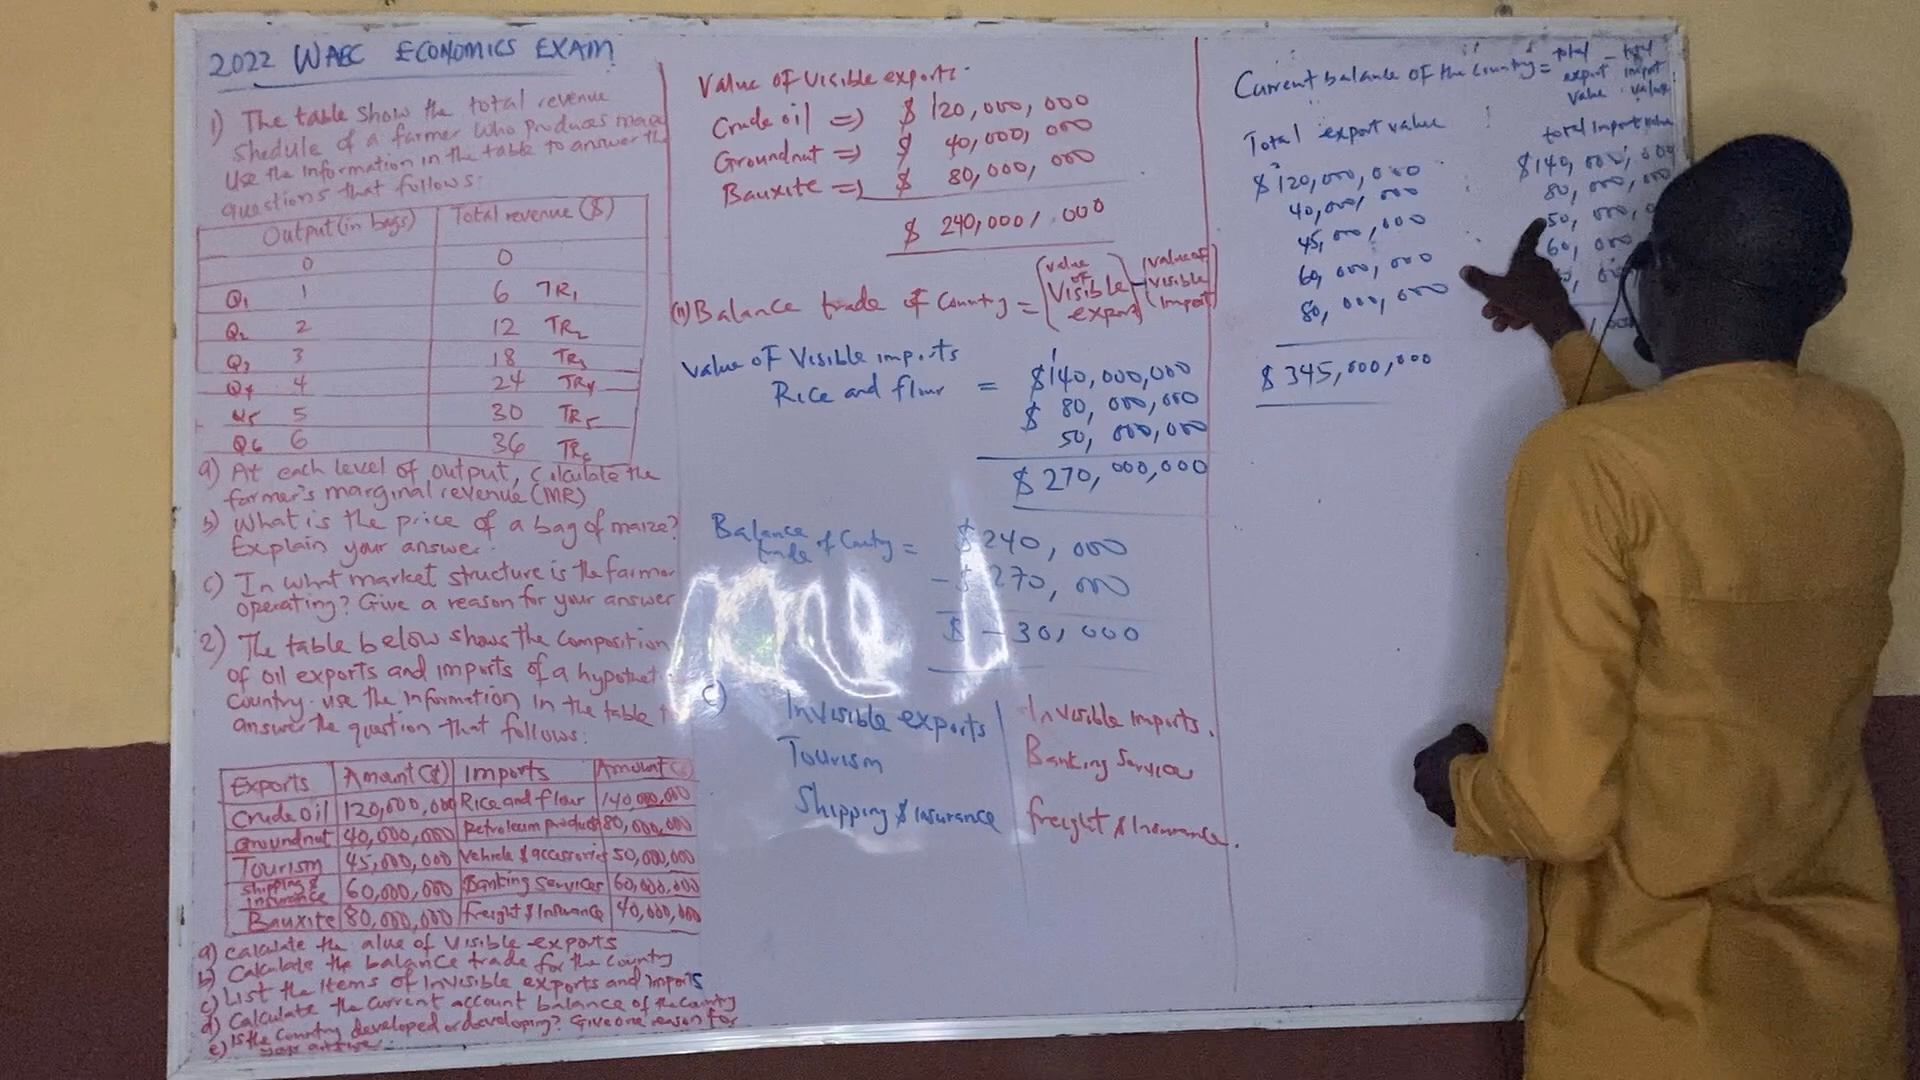 2022 WAEC ECONOMICS EXAM
1) The table show the total revenue
Shedule of a farmer who produces maze
Use the information in the table to answer the
questions that follows:
Output (in bags) Total revenue ($)
0 0
Q1 1 6 TR1
Q2 2 12 TR2
Q3 3 18 TR3
Q4 4 24 TR4
Q5 5 30 TR5
Q6 6 36 TR6
a) At each level of output, calculate the
farmer's marginal revenue (MR)
b) What is the price of a bag of maize?
Explain your answer.
c) In what market structure is the farmer
operating? Give a reason for your answer
2) The table below shows the composition
of oil exports and imports of a hypothet
Country. use the information in the table
answer the question that follows:
Exports Amount ($) Imports Amount
Crude oil 120,000,000 Rice and flour 140,000,000
Groundnut 40,000,000 petroleum product 80,000,000
Tourism 45,000,000 Vehicle & accessories 50,000,000
Shipping & insurance 60,000,000 Banking services 60,000,000
Bauxite 80,000,000 freight & Insurance 40,000,000
a) calculate the alue of visible exports
b) Calculate the balance trade for the country
c) List the items of Invisible exports and imports
d) Calculate the current account balance of the country
e) Is the country developed or developing? Give one reason for
your answer.
Value of Visible exports.
Crude oil => $ 120,000,000
Groundnut => $ 40,000,000
Bauxite => $ 80,000,000
$ 240,000,000
(ii) Balance trade of Country = (value of Visible export) - (value of visible import)
Value of Visible imports
Rice and flour = $140,000,000
$ 80,000,000
50,000,000
$ 270,000,000
Balance trade of Country = $240,000
- $ 270,000
$ -30,000
c) Invisible exports Invisible imports.
Tourism Banking Services
Shipping & Insurance freight & Insurance.
Current balance of the country = total export value - total import value
Total export value total import value
$ 120,000,000 $140,000,000
40,000,000 80,000,000
45,000,000 50,
60,000,000 60,
80,000,000
$ 345,000,000